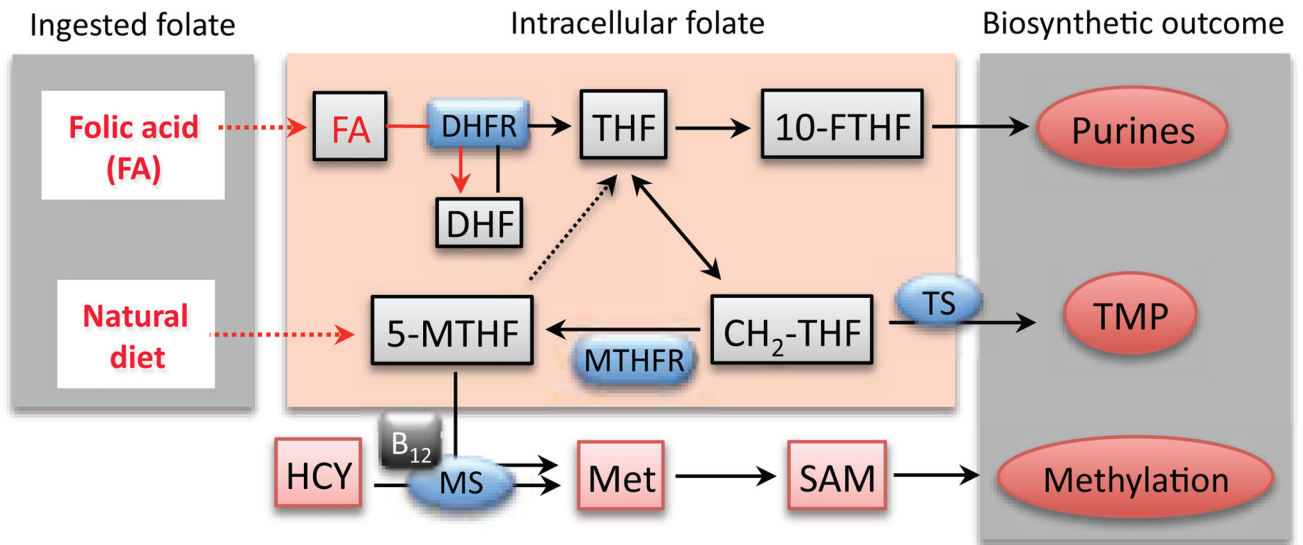 Ingested folate
Intracellular folate
Biosynthetic outcome
Folic acid
(FA)
FA
DHFR
THF
10-FTHF
Purines
DHF
Natural
diet
5-MTHF
MTHFR
CH₂-THF
TS
TMP
HCY
B₁₂
MS
Met
SAM
Methylation